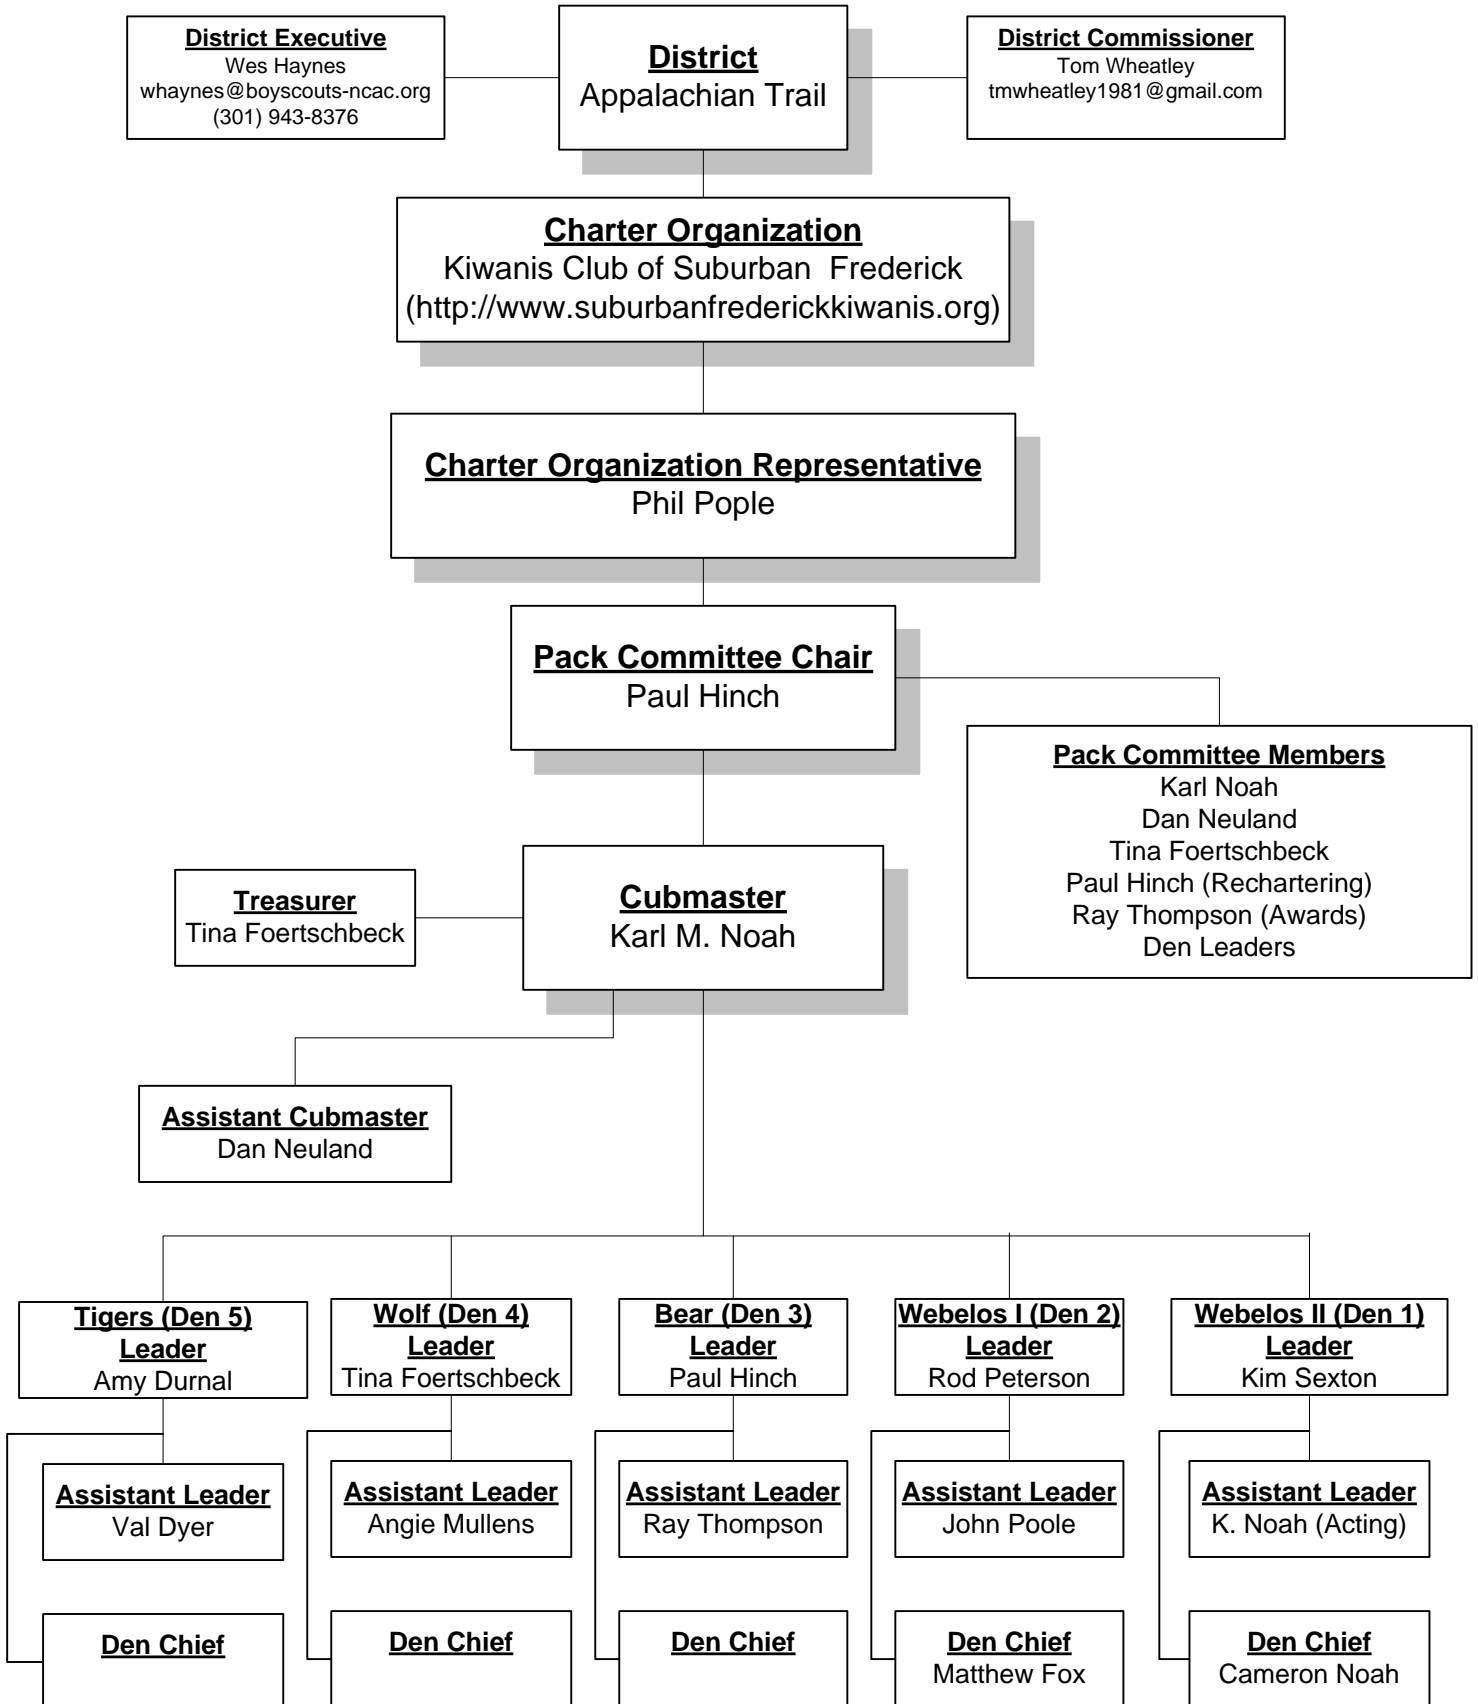 District Executive
Wes Haynes
whaynes@boyscouts-ncac.org
(301) 943-8376
District
Appalachian Trail
District Commissioner
Tom Wheatley
tmwheatley1981@gmail.com
Charter Organization
Kiwanis Club of Suburban  Frederick
(http://www.suburbanfrederickkiwanis.org)
Charter Organization Representative
Phil Pople
Pack Committee Chair
Paul Hinch
Pack Committee Members
Karl Noah
Dan Neuland
Tina Foertschbeck
Paul Hinch (Rechartering)
Ray Thompson (Awards)
Den Leaders
Treasurer
Tina Foertschbeck
Cubmaster
Karl M. Noah
Assistant Cubmaster
Dan Neuland
Tigers (Den 5)
Leader
Amy Durnal
Wolf (Den 4)
Leader
Tina Foertschbeck
Bear (Den 3)
Leader
Paul Hinch
Webelos I (Den 2)
Leader
Rod Peterson
Webelos II (Den 1)
Leader
Kim Sexton
Assistant Leader
Val Dyer
Assistant Leader
Angie Mullens
Assistant Leader
Ray Thompson
Assistant Leader
John Poole
Assistant Leader
K. Noah (Acting)
Den Chief
Den Chief
Den Chief
Den Chief
Matthew Fox
Den Chief
Cameron Noah